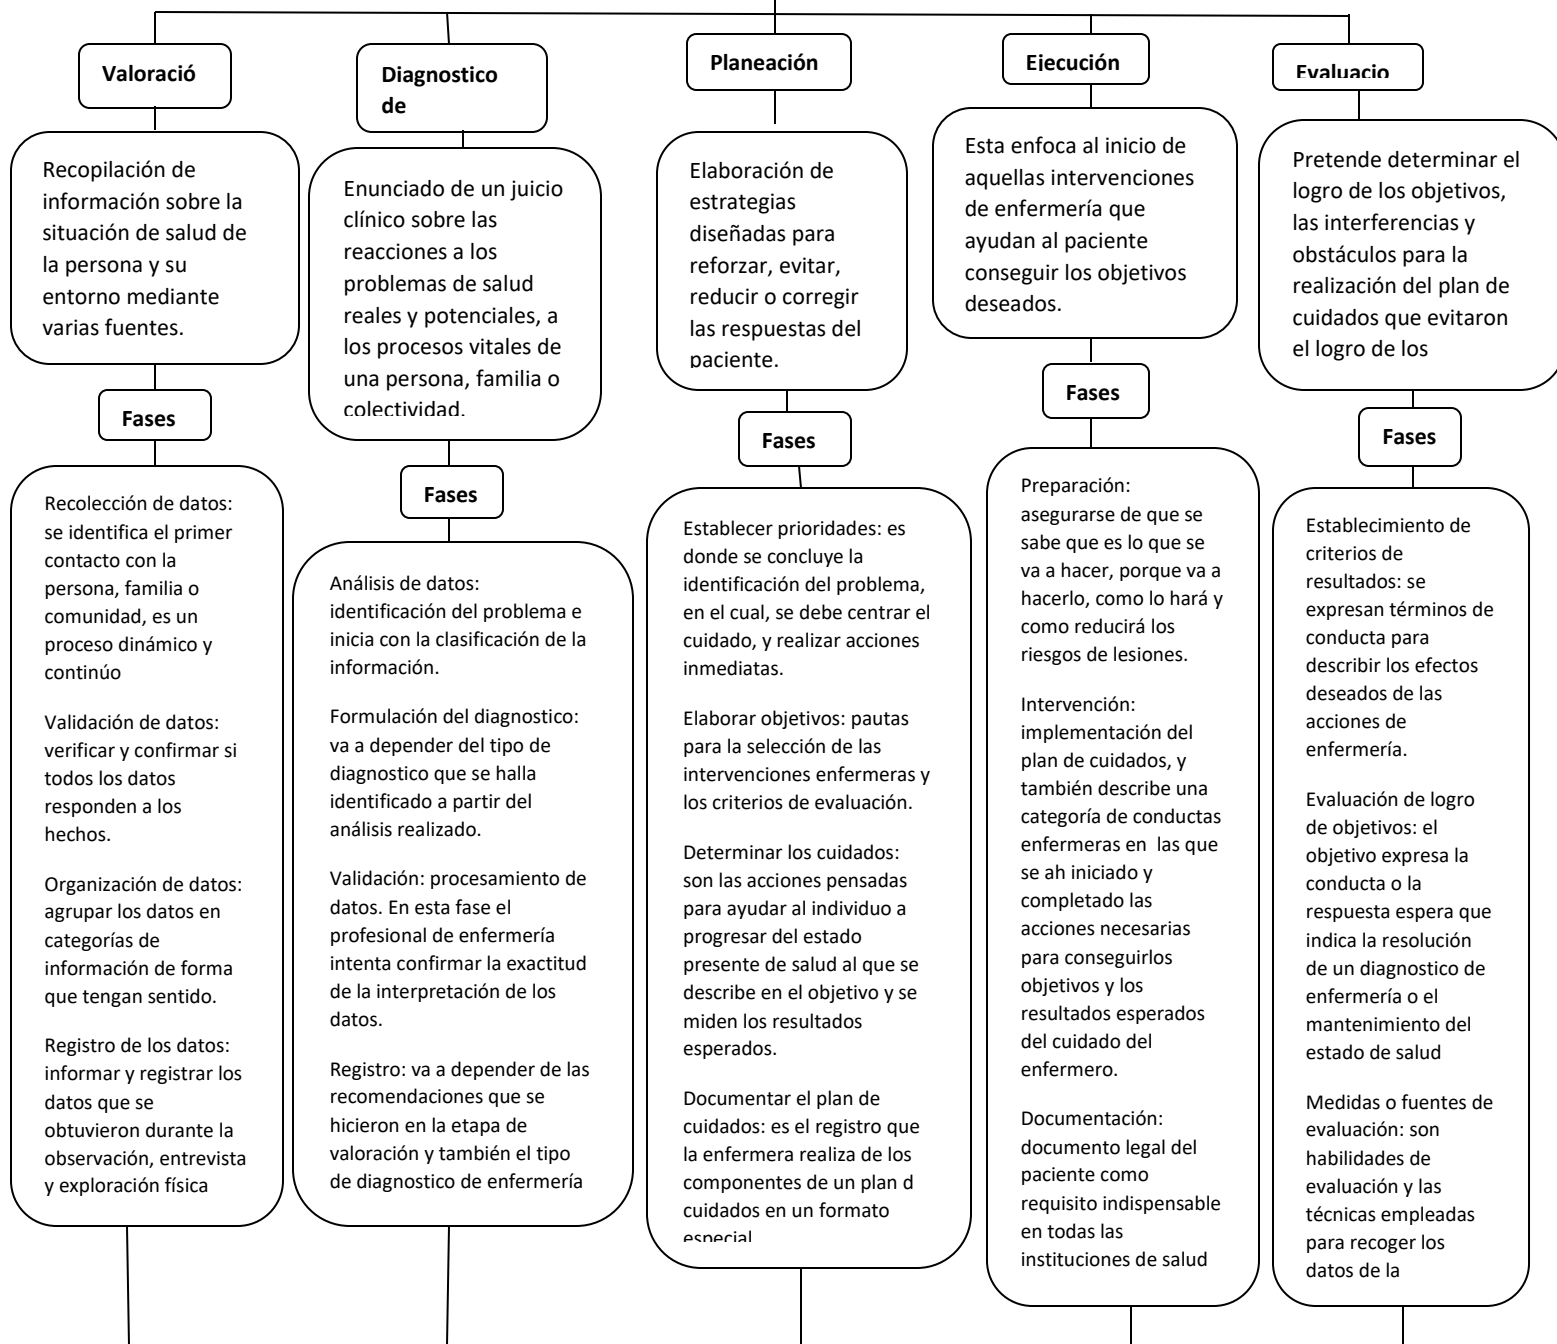 Valoració
Recopilación de
información sobre la
situación de salud de
la persona y su
entorno mediante
varias fuentes.
Fases
Recolección de datos:
se identifica el primer
contacto con la
persona, familia o
comunidad, es un
proceso dinámico y
continúo
Validación de datos:
verificar y confirmar si
todos los datos
responden a los
hechos.
Organización de datos:
agrupar los datos en
categorías de
información de forma
que tengan sentido.
Registro de los datos:
informar y registrar los
datos que se
obtuvieron durante la
observación, entrevista
y exploración física
Diagnostico
de
Enunciado de un juicio
clínico sobre las
reacciones a los
problemas de salud
reales y potenciales, a
los procesos vitales de
una persona, familia o
colectividad.
Fases
Análisis de datos:
identificación del problema e
inicia con la clasificación de la
información.
Formulación del diagnostico:
va a depender del tipo de
diagnostico que se halla
identificado a partir del
análisis realizado.
Validación: procesamiento de
datos. En esta fase el
profesional de enfermería
intenta confirmar la exactitud
de la interpretación de los
datos.
Registro: va a depender de las
recomendaciones que se
hicieron en la etapa de
valoración y también el tipo
de diagnostico de enfermería
Planeación
Elaboración de
estrategias
diseñadas para
reforzar, evitar,
reducir o corregir
las respuestas del
paciente.
Fases
Establecer prioridades: es
donde se concluye la
identificación del problema,
en el cual, se debe centrar el
cuidado, y realizar acciones
inmediatas.
Elaborar objetivos: pautas
para la selección de las
intervenciones enfermeras y
los criterios de evaluación.
Determinar los cuidados:
son las acciones pensadas
para ayudar al individuo a
progresar del estado
presente de salud al que se
describe en el objetivo y se
miden los resultados
esperados.
Documentar el plan de
cuidados: es el registro que
la enfermera realiza de los
componentes de un plan d
cuidados en un formato
especial
Ejecución
Esta enfoca al inicio de
aquellas intervenciones
de enfermería que
ayudan al paciente
conseguir los objetivos
deseados.
Fases
Preparación:
asegurarse de que se
sabe que es lo que se
va a hacer, porque va a
hacerlo, como lo hará y
como reducirá los
riesgos de lesiones.
Intervención:
implementación del
plan de cuidados, y
también describe una
categoría de conductas
enfermeras en  las que
se ah iniciado y
completado las
acciones necesarias
para conseguirlos
objetivos y los
resultados esperados
del cuidado del
enfermero.
Documentación:
documento legal del
paciente como
requisito indispensable
en todas las
instituciones de salud
Evaluacio
Pretende determinar el
logro de los objetivos,
las interferencias y
obstáculos para la
realización del plan de
cuidados que evitaron
el logro de los
Fases
Establecimiento de
criterios de
resultados: se
expresan términos de
conducta para
describir los efectos
deseados de las
acciones de
enfermería.
Evaluación de logro
de objetivos: el
objetivo expresa la
conducta o la
respuesta espera que
indica la resolución
de un diagnostico de
enfermería o el
mantenimiento del
estado de salud
Medidas o fuentes de
evaluación: son
habilidades de
evaluación y las
técnicas empleadas
para recoger los
datos de la